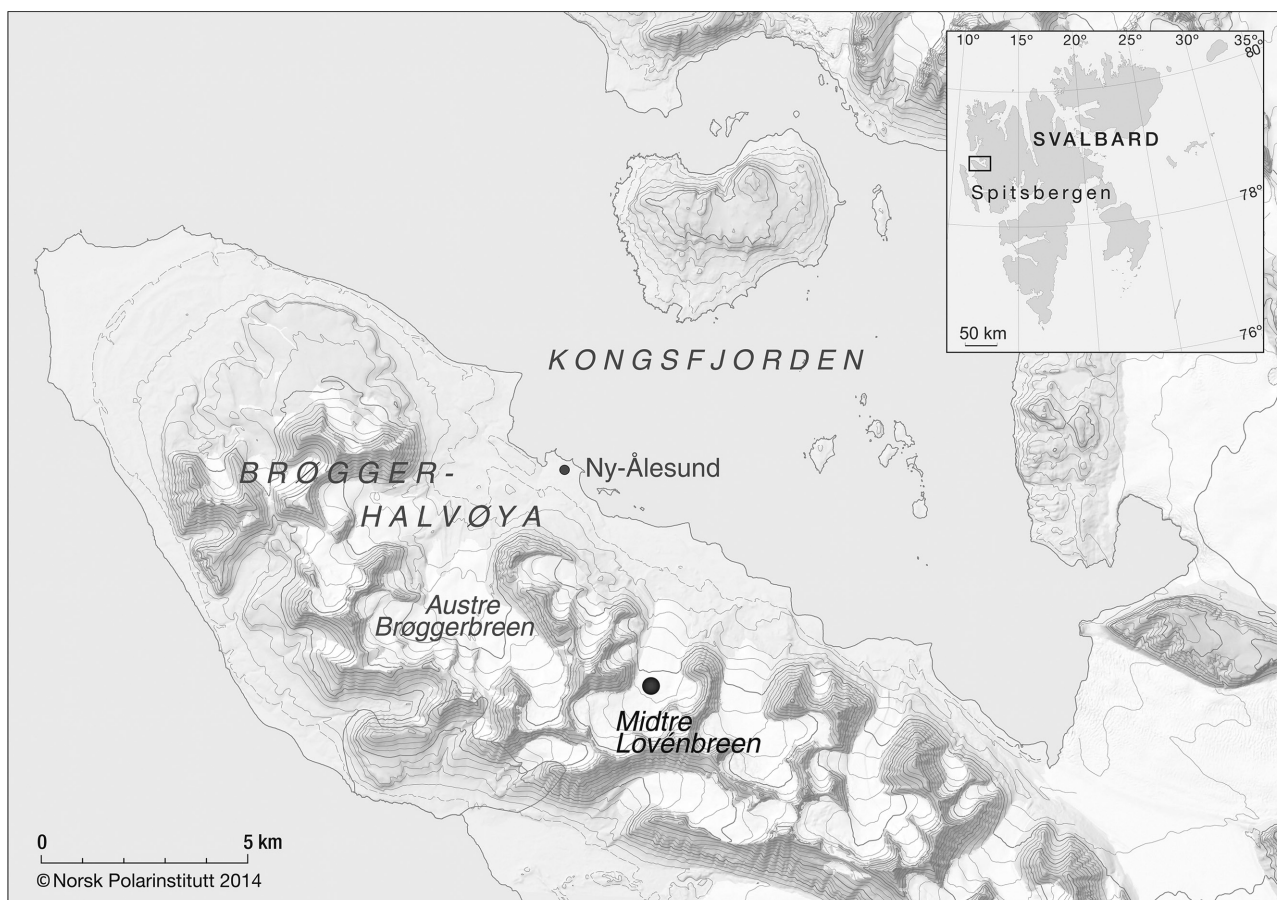 10° 15° 20° 25° 30° 35°
80°
SVALBARD
78°
Spitsbergen
76°
50 km
KONGSFJORDEN
Ny-Ålesund
BRØGGER-
HALVØYA
Austre
Brøggerbreen
Midtre
Lovénbreen
0 5 km
©Norsk Polarinstitutt 2014